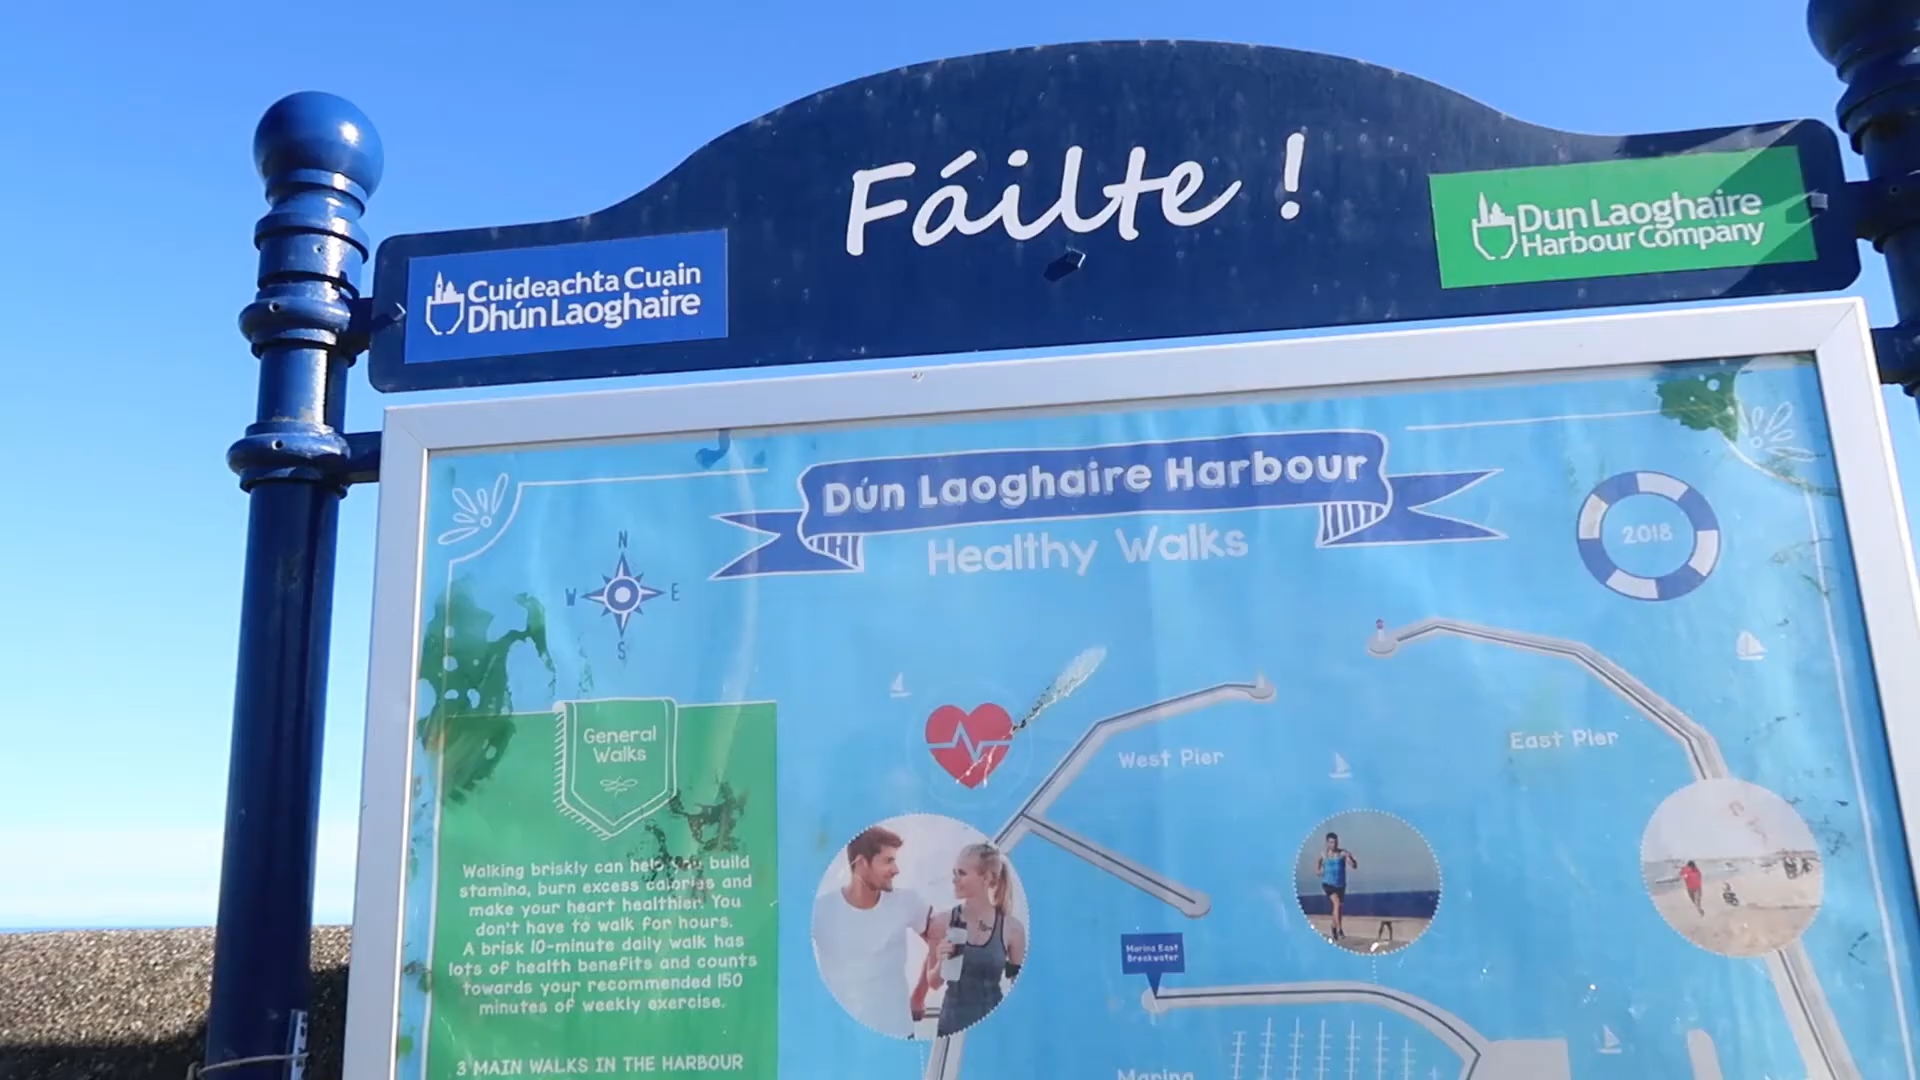 Fáilte !
Cuideachta Cuain
Dhún Laoghaire
Dun Laoghaire
Harbour Company
Dún Laoghaire Harbour
Healthy Walks
2018
N
W
E
S
General
Walks
Walking briskly can help you build
stamina, burn excess calories and
make your heart healthier. You
don't have to walk for hours.
A brisk 10-minute daily walk has
lots of health benefits and counts
towards your recommended 150
minutes of weekly exercise.
3 MAIN WALKS IN THE HARBOUR
West Pier
East Pier
Marina East
Breakwater
Marina